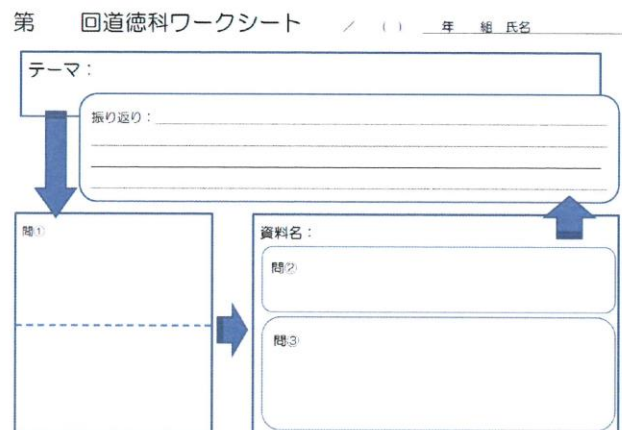 第　　回道徳科ワークシート　／　（　）　年　組　氏名
テーマ：
振り返り：
問①
資料名：
問②
問③